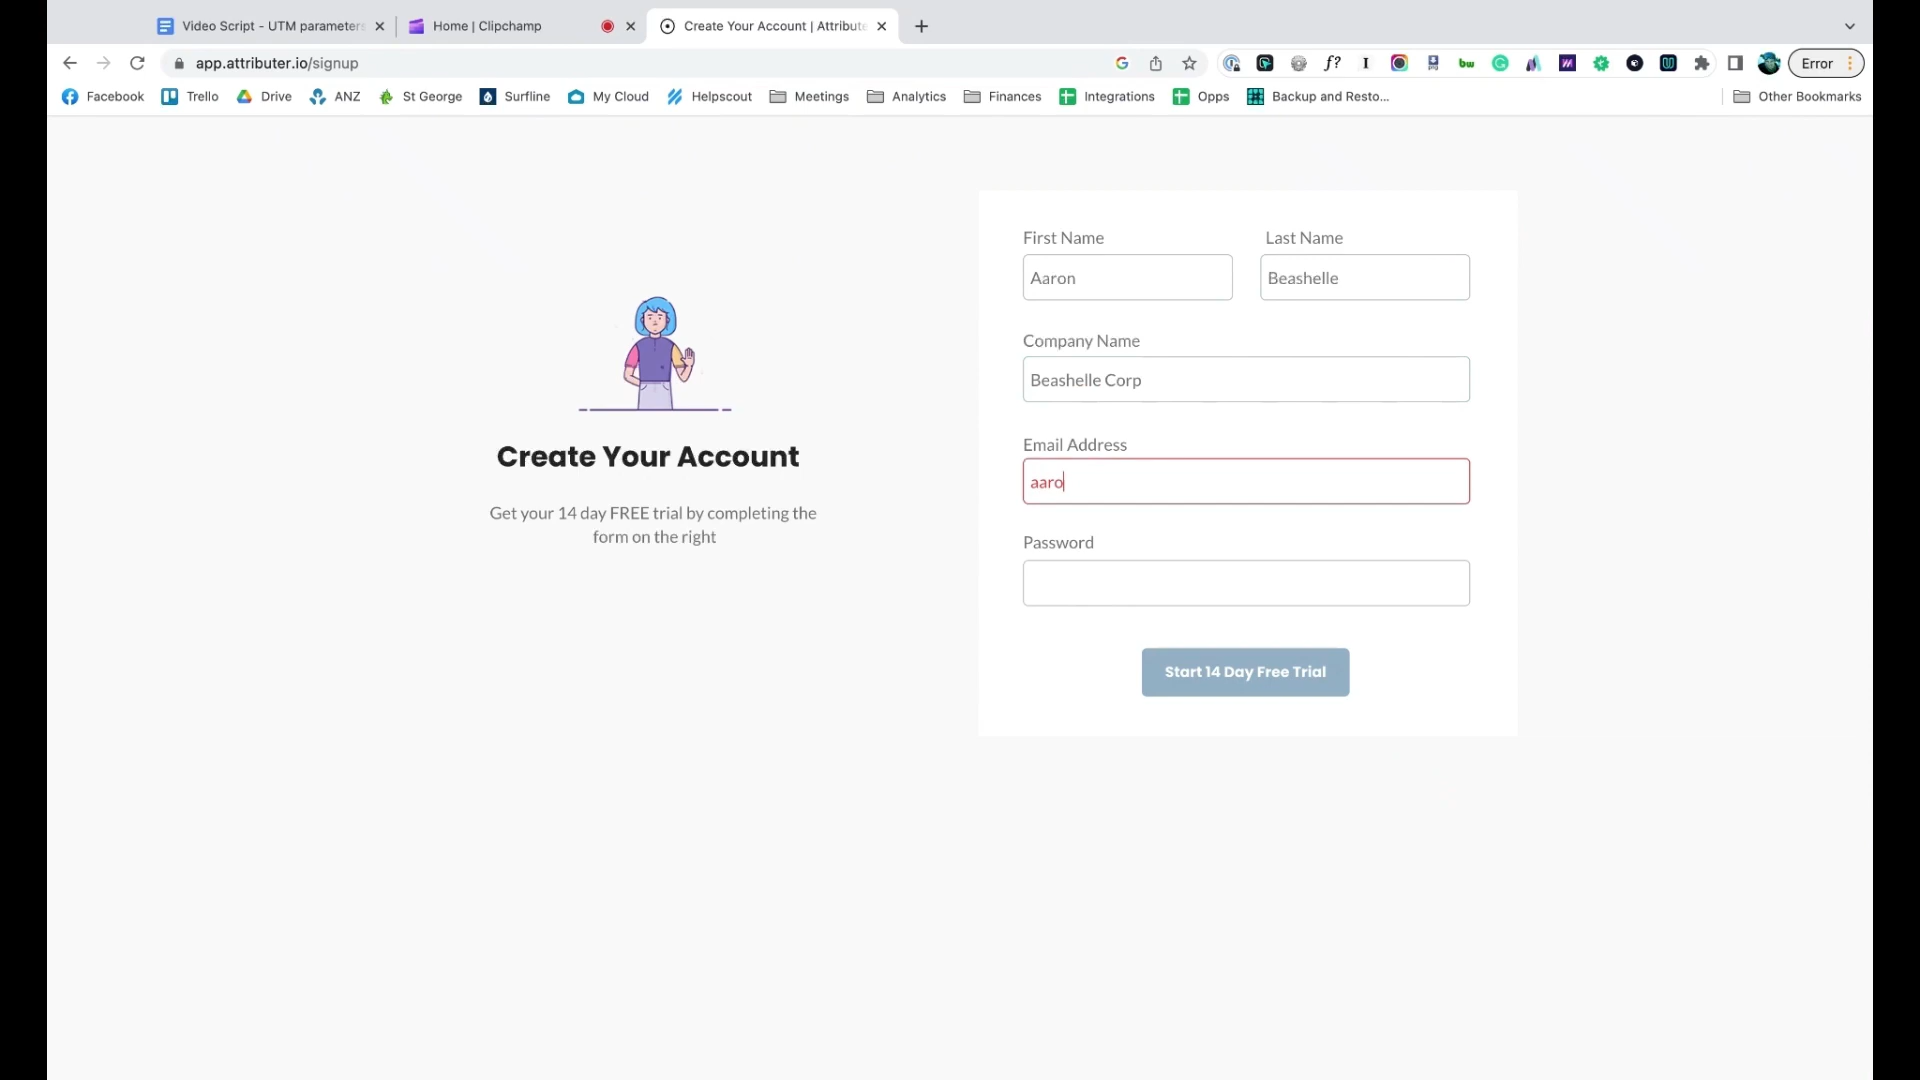 Video Script - UTM parameters
Home | Clipchamp
Create Your Account | Attribute
app.attributer.io/signup
Error
Facebook
Trello
Drive
ANZ
St George
Surfline
My Cloud
Helpscout
Meetings
Analytics
Finances
Integrations
Opps
Backup and Resto...
Other Bookmarks
First Name
Last Name
Aaron
Beashelle
Company Name
Beashelle Corp
Email Address
aaro
Password
Start 14 Day Free Trial
Create Your Account
Get your 14 day FREE trial by completing the
form on the right